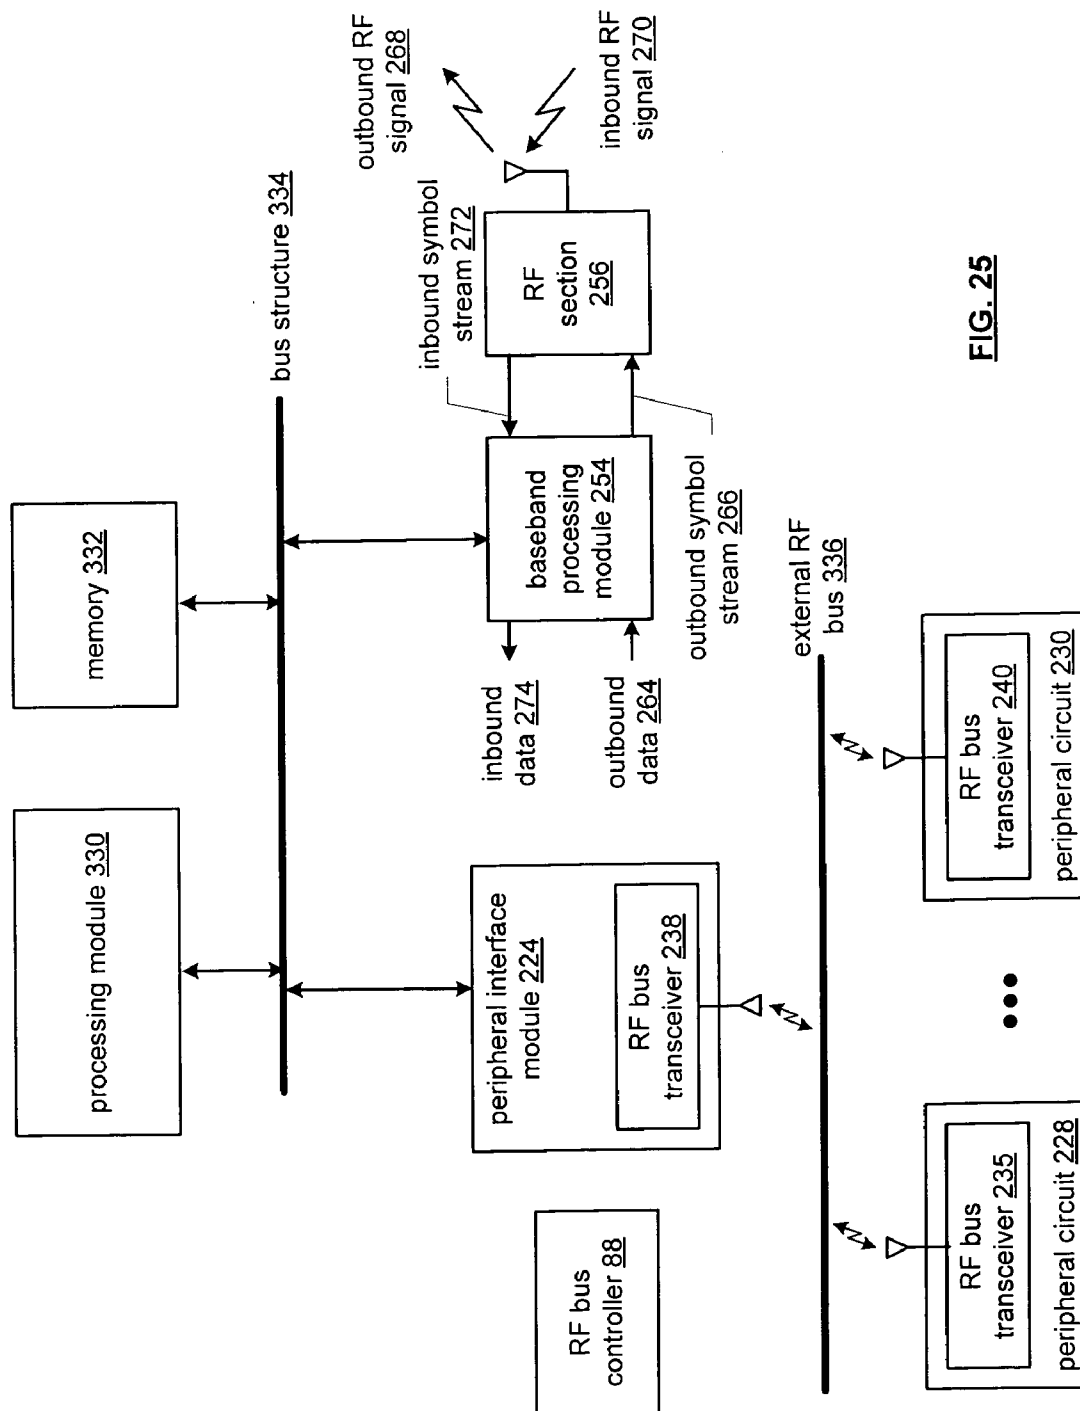 processing module 330
memory 332
bus structure 334
outbound RF
signal 268
inbound RF
signal 270
inbound symbol
stream 272
RF
section
256
baseband
processing
module 254
inbound
data 274
outbound
data 264
outbound symbol
stream 266
peripheral interface
module 224
RF bus
transceiver 238
RF bus
controller 88
external RF
bus 336
RF bus
transceiver 235
peripheral circuit 228
RF bus
transceiver 240
peripheral circuit 230
FIG. 25